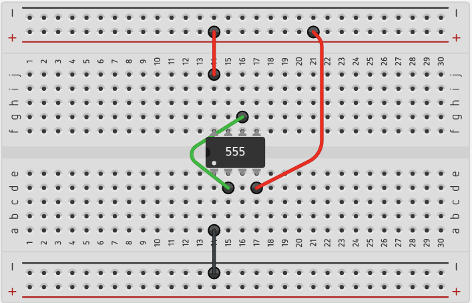 −
−
+
+
1 2 3 4 5 6 7 8 9 10 11 12 13 14 15 16 17 18 19 20 21 22 23 24 25 26 27 28 29 30
j j
i i
h h
g g
f f
555
e e
d d
c c
b b
a a
1 2 3 4 5 6 7 8 9 10 11 12 13 14 15 16 17 18 19 20 21 22 23 24 25 26 27 28 29 30
−
−
+
+